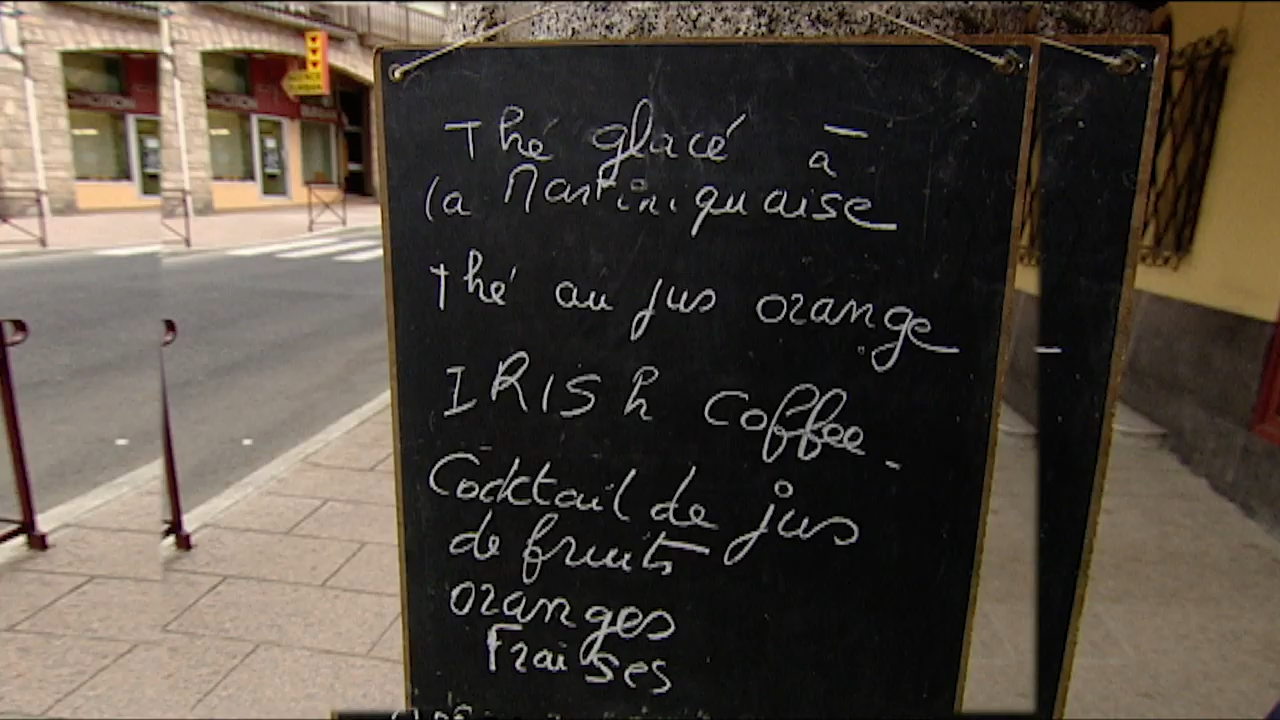 Thé glacé à
la Martiniquaise
Thé au jus orange
IRISh coffee
Cocktail de jus
de fruits
oranges
Fraises